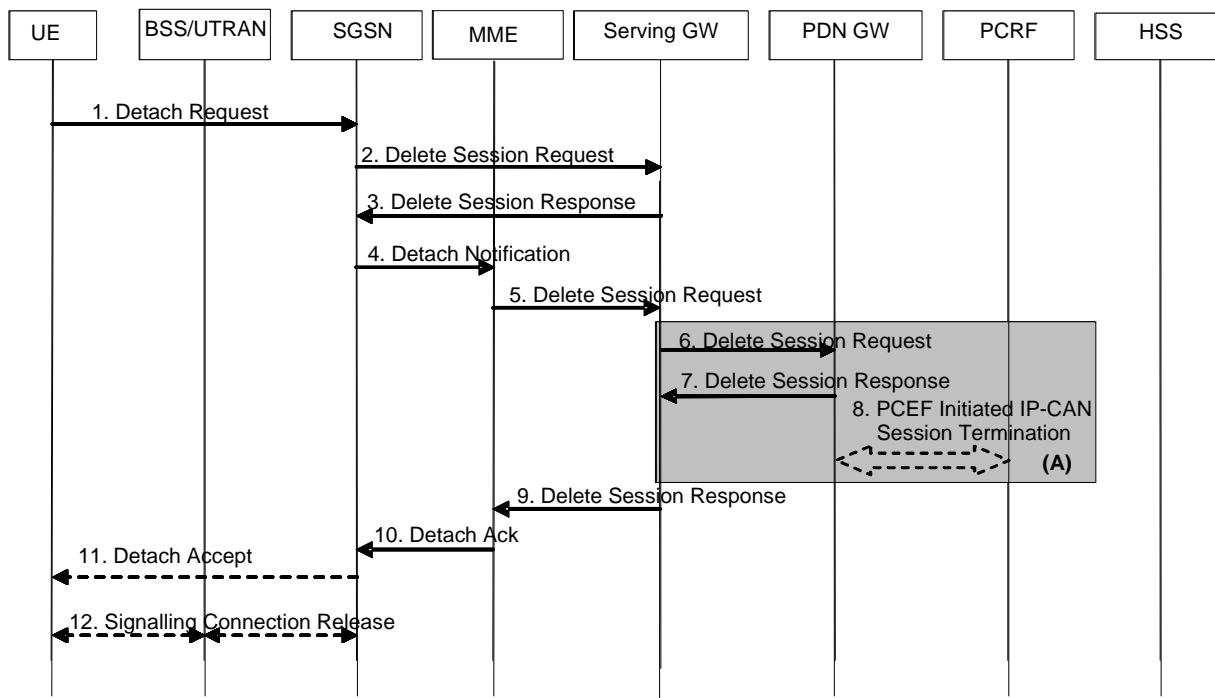 UE
BSS/UTRAN
SGSN
MME
Serving GW
PDN GW
PCRF
HSS
1. Detach Request
2. Delete Session Request
3. Delete Session Response
4. Detach Notification
5. Delete Session Request
6. Delete Session Request
7. Delete Session Response
8. PCEF Initiated IP-CAN
Session Termination
(A)
9. Delete Session Response
10. Detach Ack
11. Detach Accept
12. Signalling Connection Release